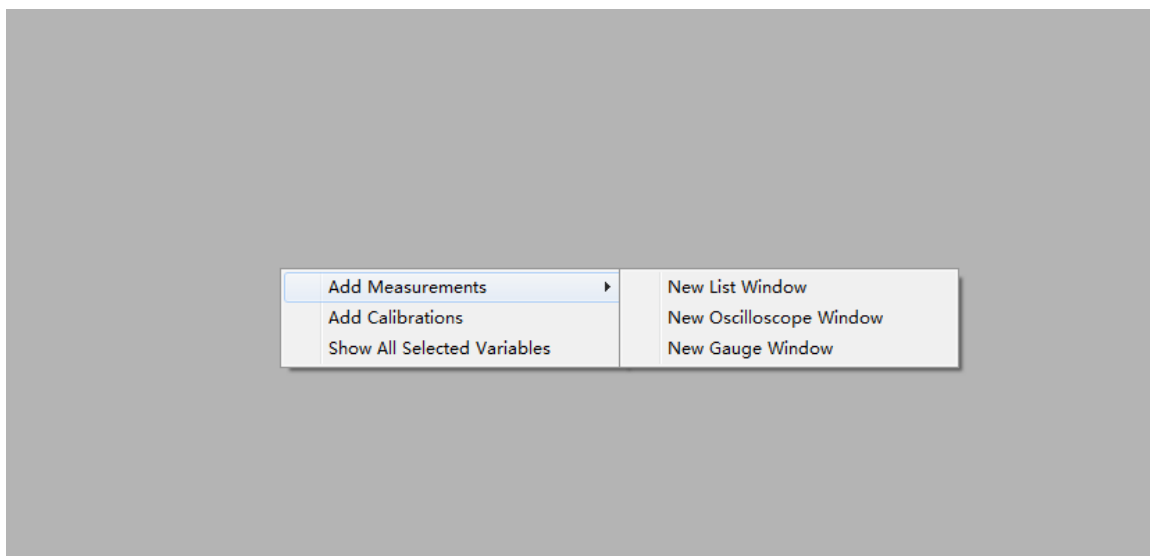 Add Measurements
Add Calibrations
Show All Selected Variables
New List Window
New Oscilloscope Window
New Gauge Window